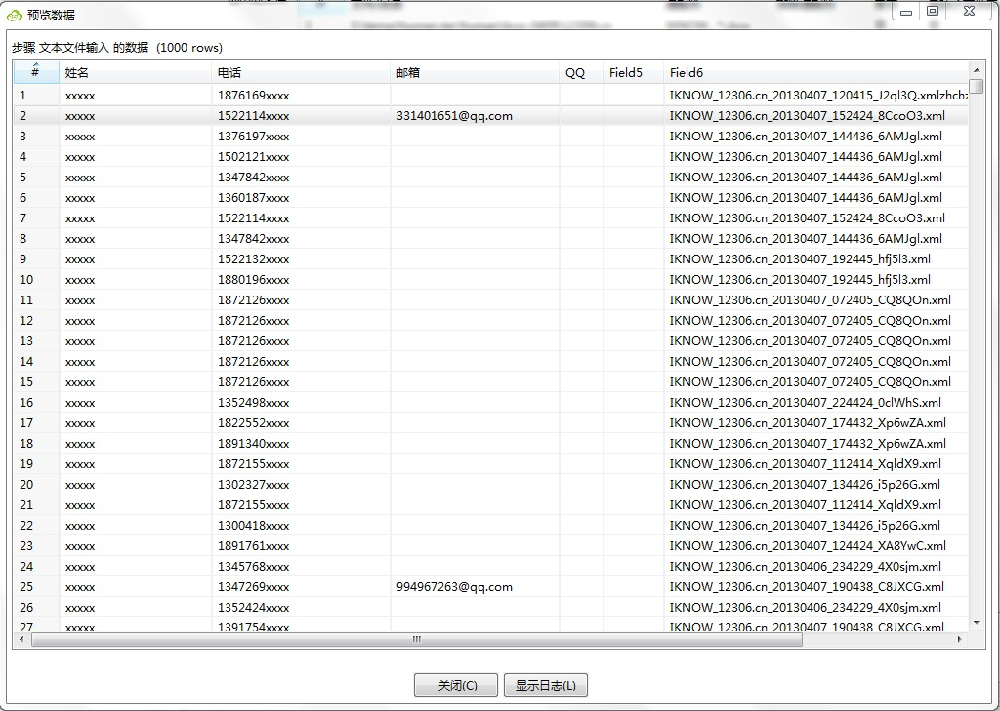 预览数据
步骤 文本文件输入 的数据 (1000 rows)
# 姓名 电话 邮箱 QQ Field5 Field6
1 xxxxx 1876169xxxx IKNOW_12306.cn_20130407_120415_J2ql3Q.xmlzhchz
2 xxxxx 1522114xxxx 331401651@qq.com IKNOW_12306.cn_20130407_152424_8CcoO3.xml
3 xxxxx 1376197xxxx IKNOW_12306.cn_20130407_144436_6AMJgl.xml
4 xxxxx 1502121xxxx IKNOW_12306.cn_20130407_144436_6AMJgl.xml
5 xxxxx 1347842xxxx IKNOW_12306.cn_20130407_144436_6AMJgl.xml
6 xxxxx 1360187xxxx IKNOW_12306.cn_20130407_144436_6AMJgl.xml
7 xxxxx 1522114xxxx IKNOW_12306.cn_20130407_152424_8CcoO3.xml
8 xxxxx 1347842xxxx IKNOW_12306.cn_20130407_144436_6AMJgl.xml
9 xxxxx 1522132xxxx IKNOW_12306.cn_20130407_192445_hfj5l3.xml
10 xxxxx 1880196xxxx IKNOW_12306.cn_20130407_192445_hfj5l3.xml
11 xxxxx 1872126xxxx IKNOW_12306.cn_20130407_072405_CQ8QOn.xml
12 xxxxx 1872126xxxx IKNOW_12306.cn_20130407_072405_CQ8QOn.xml
13 xxxxx 1872126xxxx IKNOW_12306.cn_20130407_072405_CQ8QOn.xml
14 xxxxx 1872126xxxx IKNOW_12306.cn_20130407_072405_CQ8QOn.xml
15 xxxxx 1872126xxxx IKNOW_12306.cn_20130407_072405_CQ8QOn.xml
16 xxxxx 1352498xxxx IKNOW_12306.cn_20130407_224424_0clWhS.xml
17 xxxxx 1822552xxxx IKNOW_12306.cn_20130407_174432_Xp6wZA.xml
18 xxxxx 1891340xxxx IKNOW_12306.cn_20130407_174432_Xp6wZA.xml
19 xxxxx 1872155xxxx IKNOW_12306.cn_20130407_112414_XqldX9.xml
20 xxxxx 1302327xxxx IKNOW_12306.cn_20130407_134426_i5p26G.xml
21 xxxxx 1872155xxxx IKNOW_12306.cn_20130407_112414_XqldX9.xml
22 xxxxx 1300418xxxx IKNOW_12306.cn_20130407_134426_i5p26G.xml
23 xxxxx 1891761xxxx IKNOW_12306.cn_20130407_124424_XA8YwC.xml
24 xxxxx 1345768xxxx IKNOW_12306.cn_20130406_234229_4X0sjm.xml
25 xxxxx 1347269xxxx 994967263@qq.com IKNOW_12306.cn_20130407_190438_C8JXCG.xml
26 xxxxx 1352424xxxx IKNOW_12306.cn_20130406_234229_4X0sjm.xml
27 xxxxx 1391754xxxx IKNOW_12306.cn_20130407_190438_C8JXCG.xml
关闭(C) 显示日志(L)